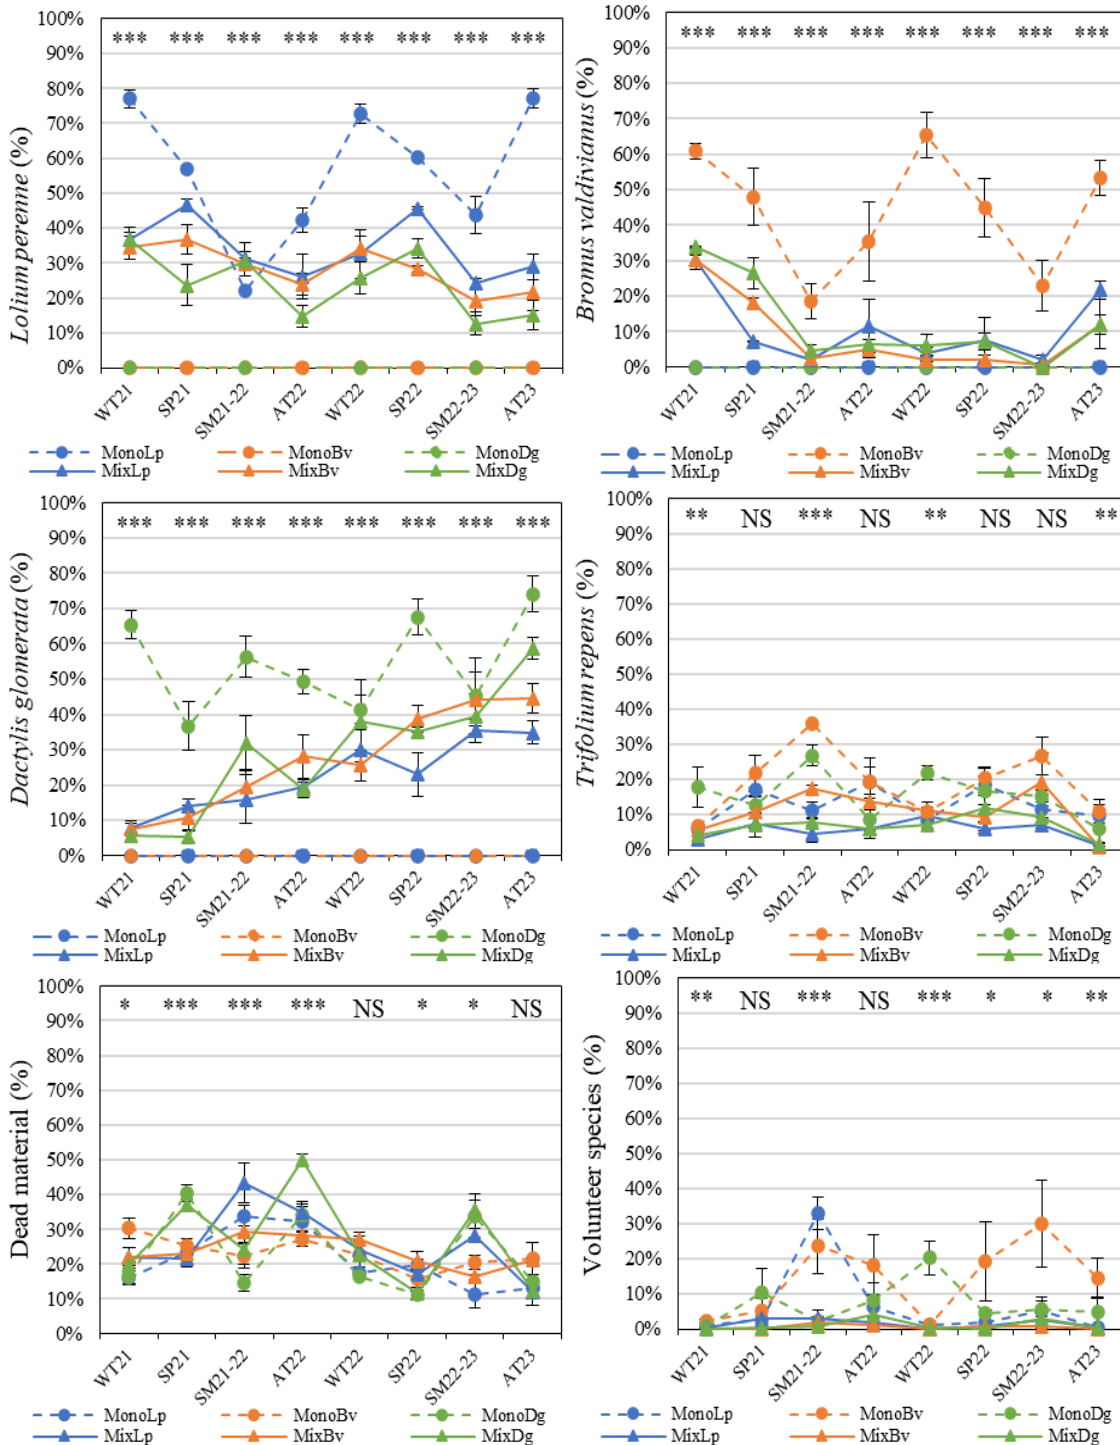 Lolium perenne (%)
100%
90%
80%
70%
60%
50%
40%
30%
20%
10%
0%
*** *** *** *** *** *** *** ***
WT21 SP21 SM21-22 AT22 WT22 SP22 SM22-23 AT23
MonoLp MonoBv MonoDg
MixLp MixBv MixDg
Bromus valdivianus (%)
100%
90%
80%
70%
60%
50%
40%
30%
20%
10%
0%
*** *** *** *** *** *** *** ***
WT21 SP21 SM21-22 AT22 WT22 SP22 SM22-23 AT23
MonoLp MonoBv MonoDg
MixLp MixBv MixDg
Dactylis glomerata (%)
100%
90%
80%
70%
60%
50%
40%
30%
20%
10%
0%
*** *** *** *** *** *** *** ***
WT21 SP21 SM21-22 AT22 WT22 SP22 SM22-23 AT23
MonoLp MonoBv MonoDg
MixLp MixBv MixDg
Trifolium repens (%)
100%
90%
80%
70%
60%
50%
40%
30%
20%
10%
0%
** NS *** NS ** NS NS **
WT21 SP21 SM21-22 AT22 WT22 SP22 SM22-23 AT23
MonoLp MonoBv MonoDg
MixLp MixBv MixDg
Dead material (%)
100%
90%
80%
70%
60%
50%
40%
30%
20%
10%
0%
* *** *** *** NS * * NS
WT21 SP21 SM21-22 AT22 WT22 SP22 SM22-23 AT23
MonoLp MonoBv MonoDg
MixLp MixBv MixDg
Volunteer species (%)
100%
90%
80%
70%
60%
50%
40%
30%
20%
10%
0%
** NS *** NS *** * * **
WT21 SP21 SM21-22 AT22 WT22 SP22 SM22-23 AT23
MonoLp MonoBv MonoDg
MixLp MixBv MixDg